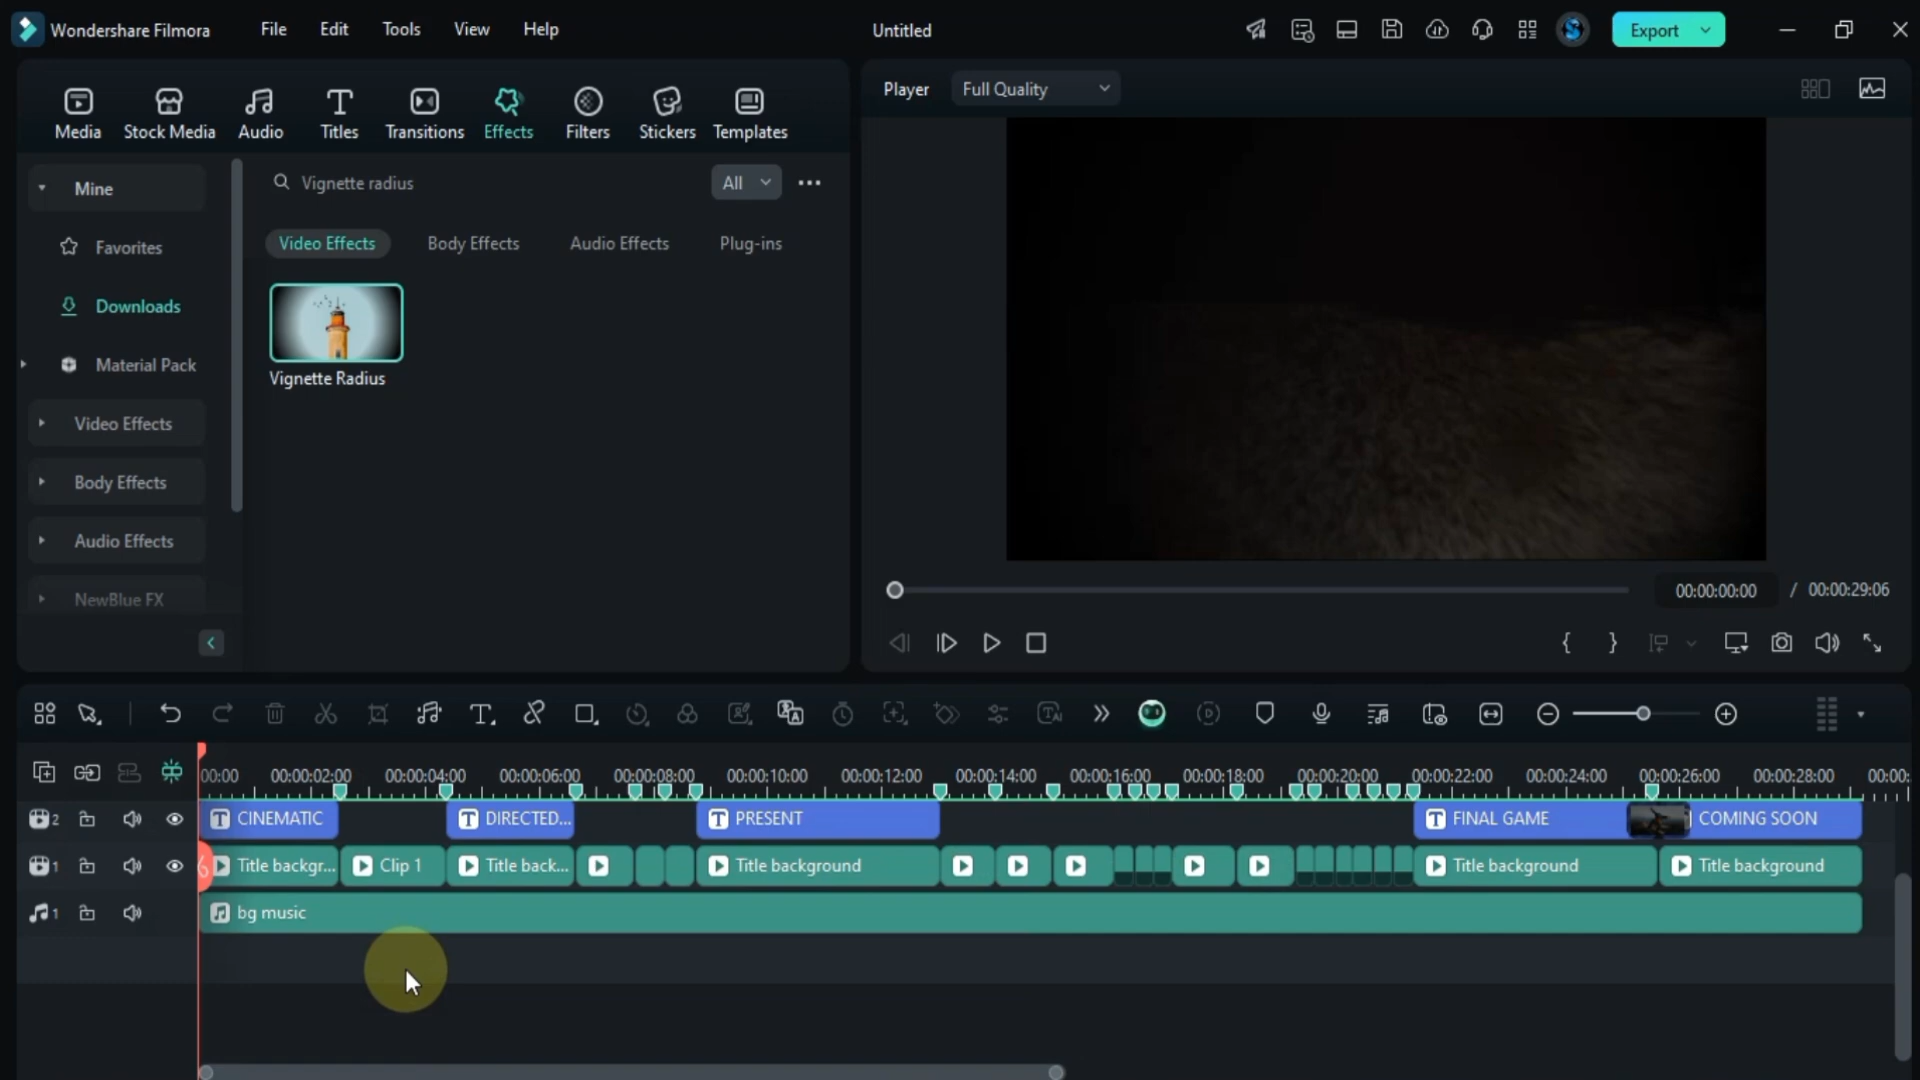 Wondershare Filmora
File
Edit
Tools
View
Help
Untitled
Export
Media
Stock Media
Audio
Titles
Transitions
Effects
Filters
Stickers
Templates
Player
Full Quality
Mine
Favorites
Downloads
Material Pack
Video Effects
Body Effects
Audio Effects
NewBlue FX
Vignette radius
All
Video Effects
Body Effects
Audio Effects
Plug-ins
Vignette Radius
00:00:00:00 / 00:00:29:06
00:00 00:00:02:00 00:00:04:00 00:00:06:00 00:00:08:00 00:00:10:00 00:00:12:00 00:00:14:00 00:00:16:00 00:00:18:00 00:00:20:00 00:00:22:00 00:00:24:00 00:00:26:00 00:00:28:00 00:00:
2
CINEMATIC
DIRECTED...
PRESENT
FINAL GAME
COMING SOON
1
Title backgr...
Clip 1
Title back...
Title background
Title background
Title background
1
bg music